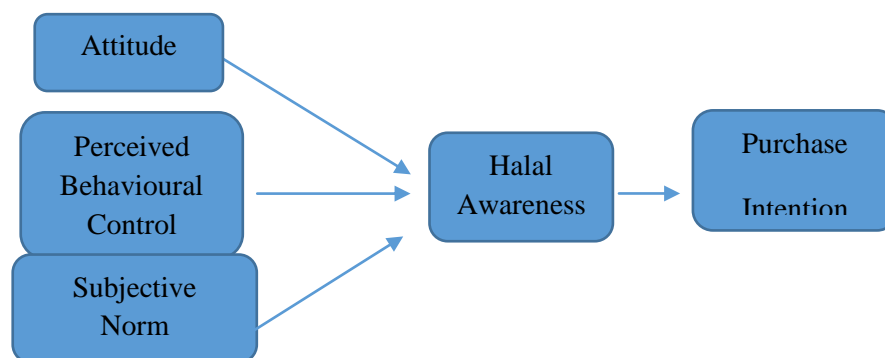 Attitude
Perceived
Behavioural
Control
Subjective
Norm
Halal
Awareness
Purchase
Intention